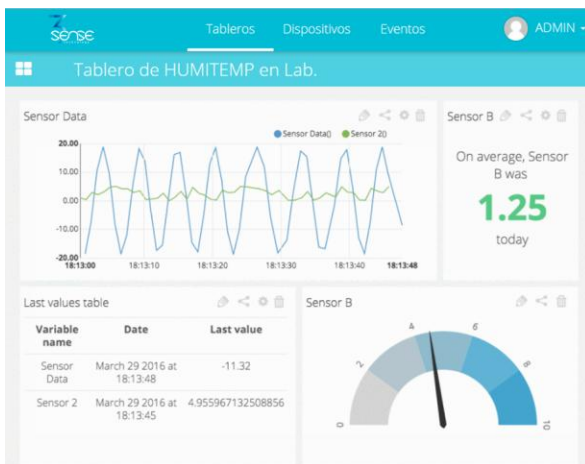 sense
Tableros Dispositivos Eventos ADMIN
Tablero de HUMITEMP en Lab.
Sensor Data
Sensor Data() Sensor 2()
20.00
10.00
0.00
-10.00
-20.00
18:13:00 18:13:10 18:13:20 18:13:30 18:13:40 18:13:48
Sensor B
On average, Sensor
B was
1.25
today
Last values table
Variable name Date Last value
Sensor Data March 29 2016 at 18:13:48 -11.32
Sensor 2 March 29 2016 at 18:13:45 4.955967132508856
Sensor B
0 2 4 6 8 10